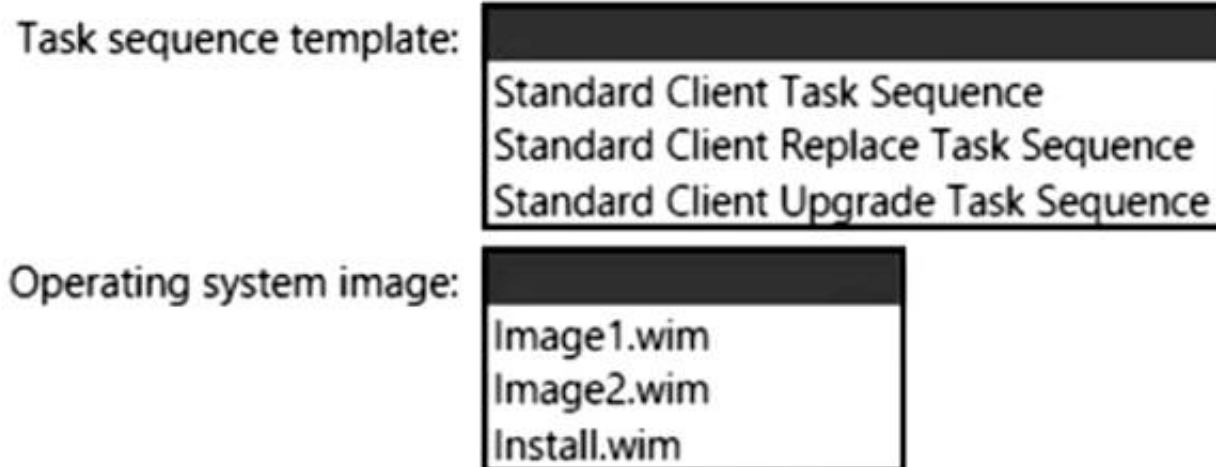 Task sequence template:
Standard Client Task Sequence
Standard Client Replace Task Sequence
Standard Client Upgrade Task Sequence
Operating system image:
Image1.wim
Image2.wim
Install.wim